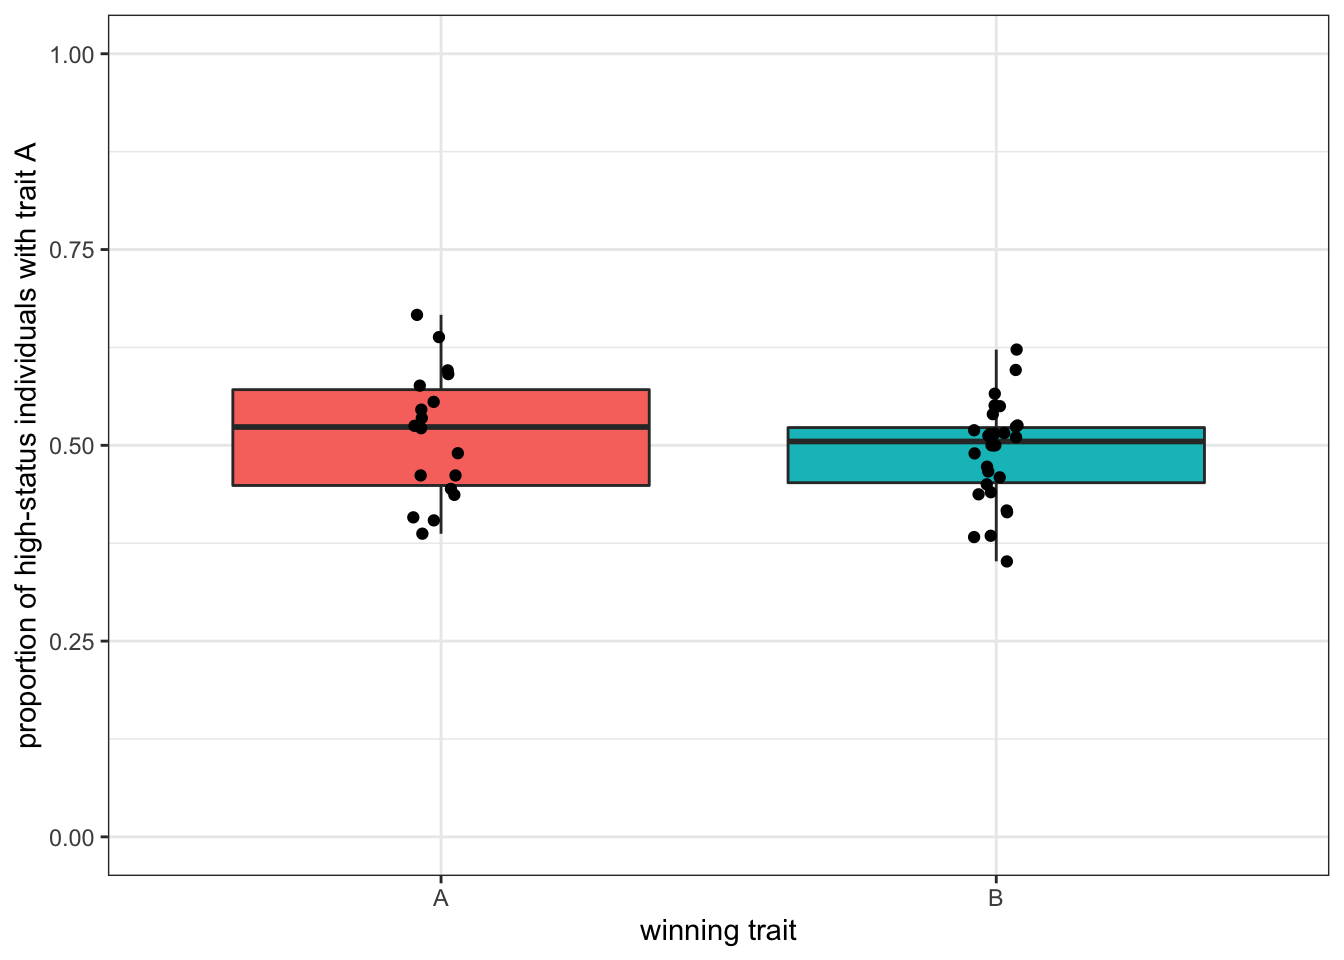 proportion of high-status individuals with trait A
1.00
0.75
0.50
0.25
0.00
A
B
winning trait